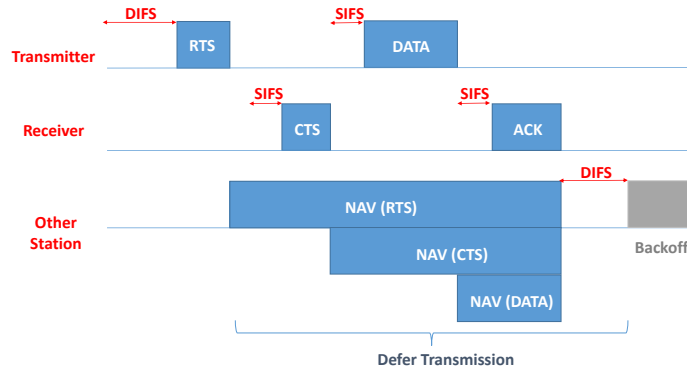 DIFS
SIFS
Transmitter
RTS
DATA
SIFS
SIFS
Receiver
CTS
ACK
DIFS
Other
Station
NAV (RTS)
Backoff
NAV (CTS)
NAV (DATA)
Defer Transmission